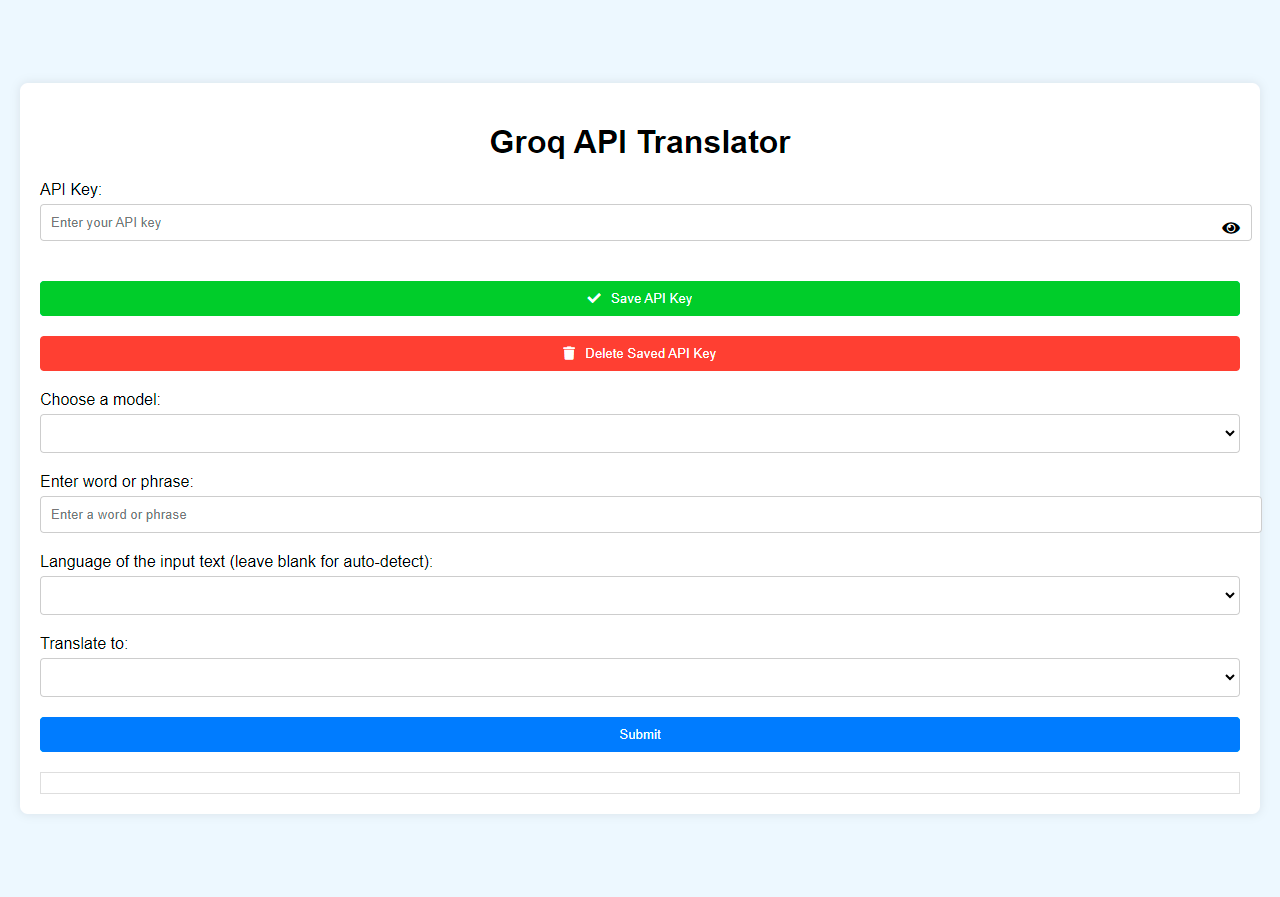 Groq API Translator
API Key:
Enter your API key
Save API Key
Delete Saved API Key
Choose a model:
Enter word or phrase:
Enter a word or phrase
Language of the input text (leave blank for auto-detect):
Translate to:
Submit